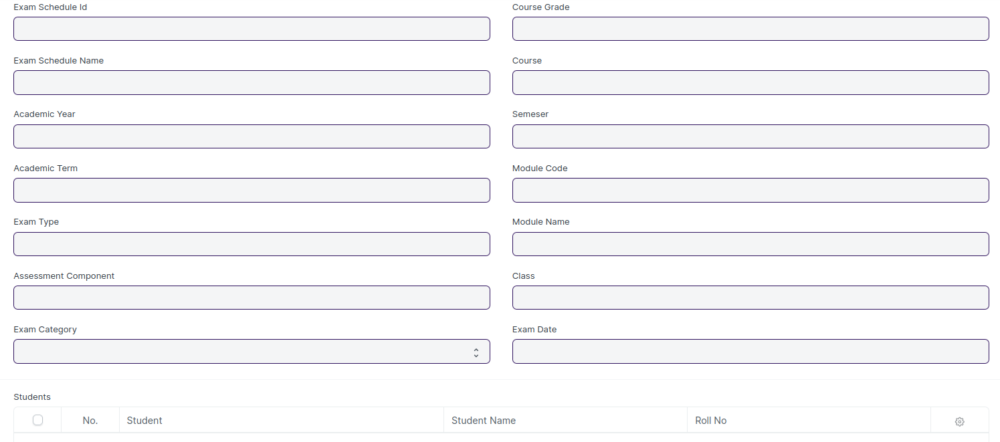 Exam Schedule Id
Course Grade
Exam Schedule Name
Course
Academic Year
Semeser
Academic Term
Module Code
Exam Type
Module Name
Assessment Component
Class
Exam Category
Exam Date
Students
No. Student Student Name Roll No